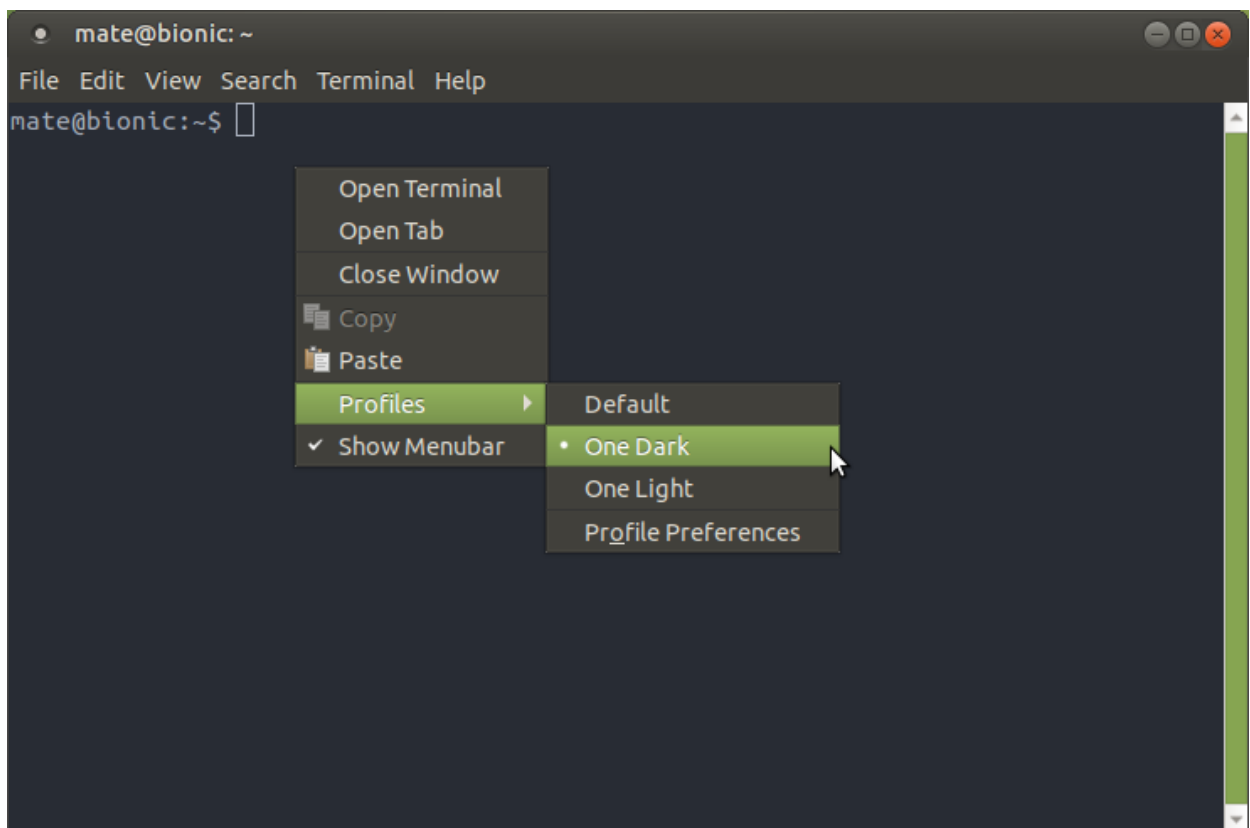 mate@bionic: ~
File Edit View Search Terminal Help
mate@bionic:~$
Open Terminal
Open Tab
Close Window
Copy
Paste
Profiles
Show Menubar
Default
One Dark
One Light
Profile Preferences